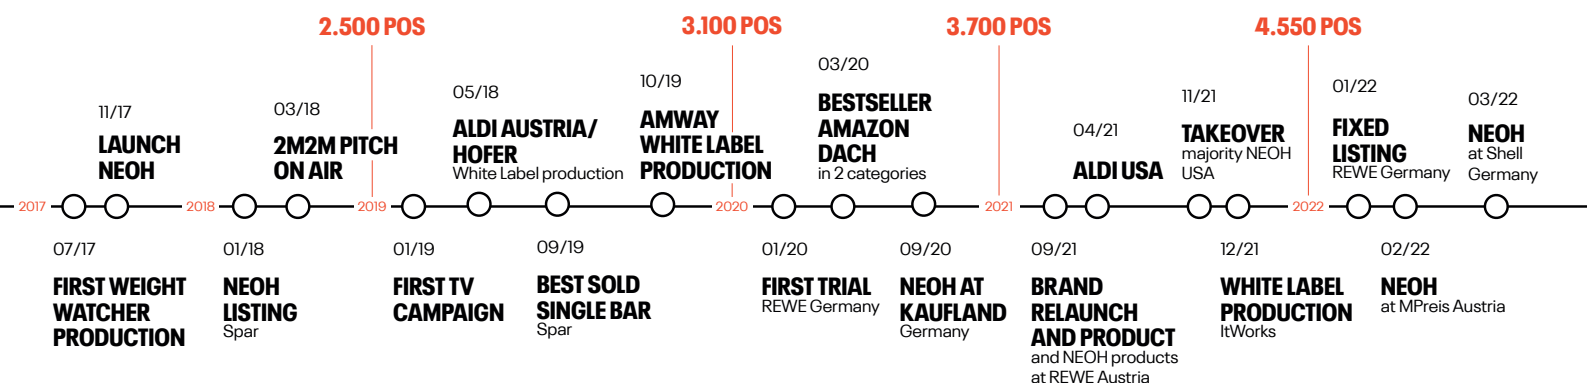 2.500 POS
3.100 POS
3.700 POS
4.550 POS
11/17
LAUNCH
NEOH
03/18
2M2M PITCH
ON AIR
05/18
ALDI AUSTRIA/
HOFER
White Label production
10/19
AMWAY
WHITE LABEL
PRODUCTION
03/20
BESTSELLER
AMAZON
DACH
in 2 categories
04/21
ALDI USA
11/21
TAKEOVER
majority NEOH
USA
01/22
FIXED
LISTING
REWE Germany
03/22
NEOH
at Shell
Germany
2017
2018
2019
2020
2021
2022
07/17
FIRST WEIGHT
WATCHER
PRODUCTION
01/18
NEOH
LISTING
Spar
01/19
FIRST TV
CAMPAIGN
09/19
BEST SOLD
SINGLE BAR
Spar
01/20
FIRST TRIAL
REWE Germany
09/20
NEOH AT
KAUFLAND
Germany
09/21
BRAND
RELAUNCH
AND PRODUCT
and NEOH products
at REWE Austria
12/21
WHITE LABEL
PRODUCTION
ItWorks
02/22
NEOH
at MPreis Austria